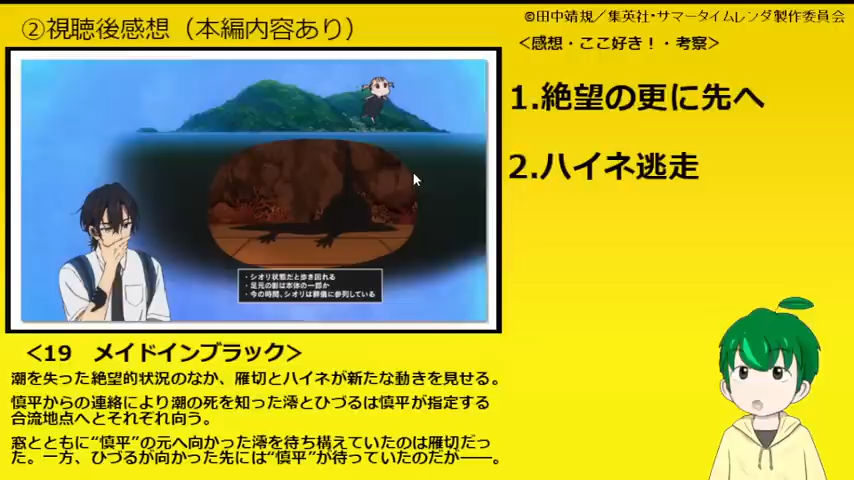 ②視聴後感想（本編内容あり）
©田中靖規／集英社・サマータイムレンダ製作委員会
＜感想・ここ好き！・考察＞
1.絶望の更に先へ
2.ハイネ逃走
・シオリ状態だと歩き回れる
・足元の影は本体の一部か
・今の時間、シオリは葬儀に参列している
＜19　メイドインブラック＞
潮を失った絶望的状況のなか、雁切とハイネが新たな動きを見せる。
慎平からの連絡により潮の死を知った澪とひづるは慎平が指定する
合流地点へとそれぞれ向う。
窓とともに“慎平”の元へ向かった澪を待ち構えていたのは雁切だっ
た。一方、ひづるが向かった先には“慎平”が待っていたのだが――。